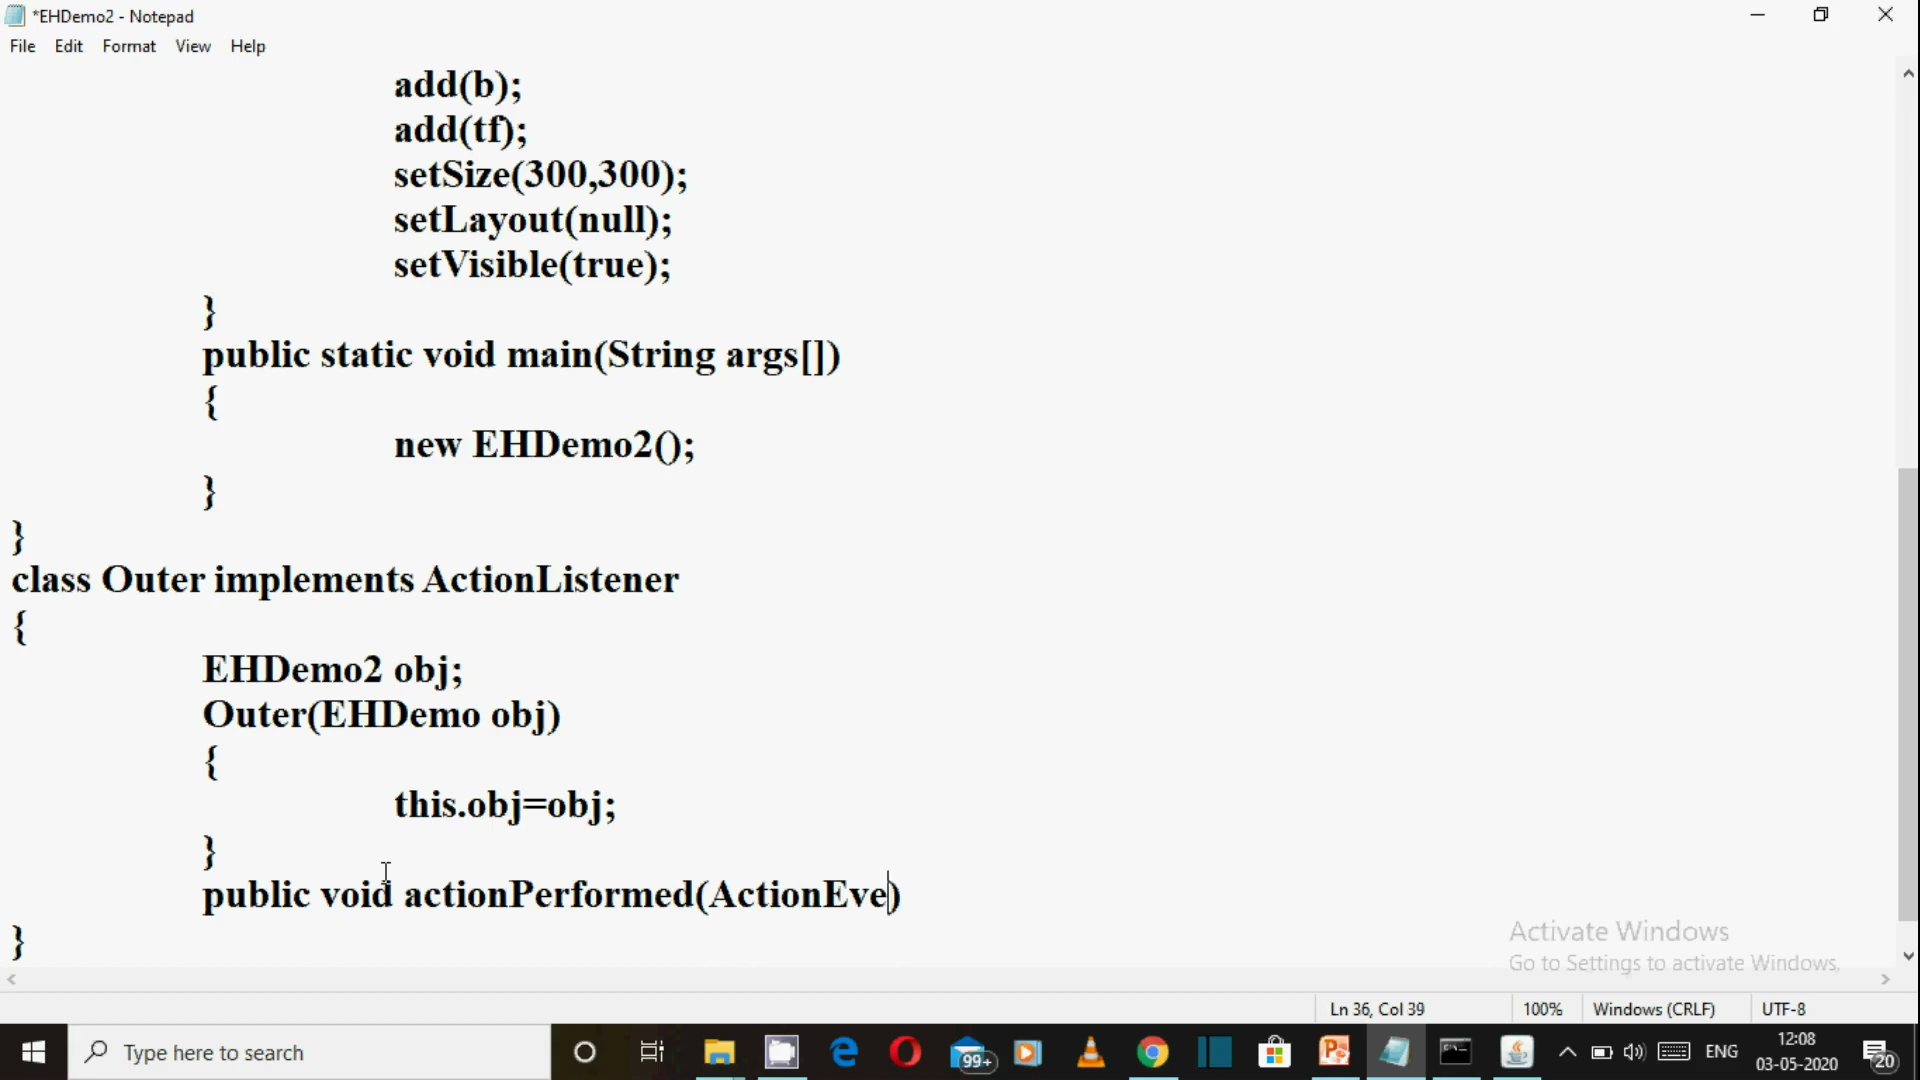 *EHDemo2 - Notepad
File Edit Format View Help
add(b);
add(tf);
setSize(300,300);
setLayout(null);
setVisible(true);
}
public static void main(String args[])
{
new EHDemo2();
}
}
class Outer implements ActionListener
{
EHDemo2 obj;
Outer(EHDemo obj)
{
this.obj=obj;
}
public void actionPerformed(ActionEve)
}
Activate Windows
Go to Settings to activate Windows.
Ln 36, Col 39 100% Windows (CRLF) UTF-8
Type here to search 99+ ENG 12:08
03-05-2020 20